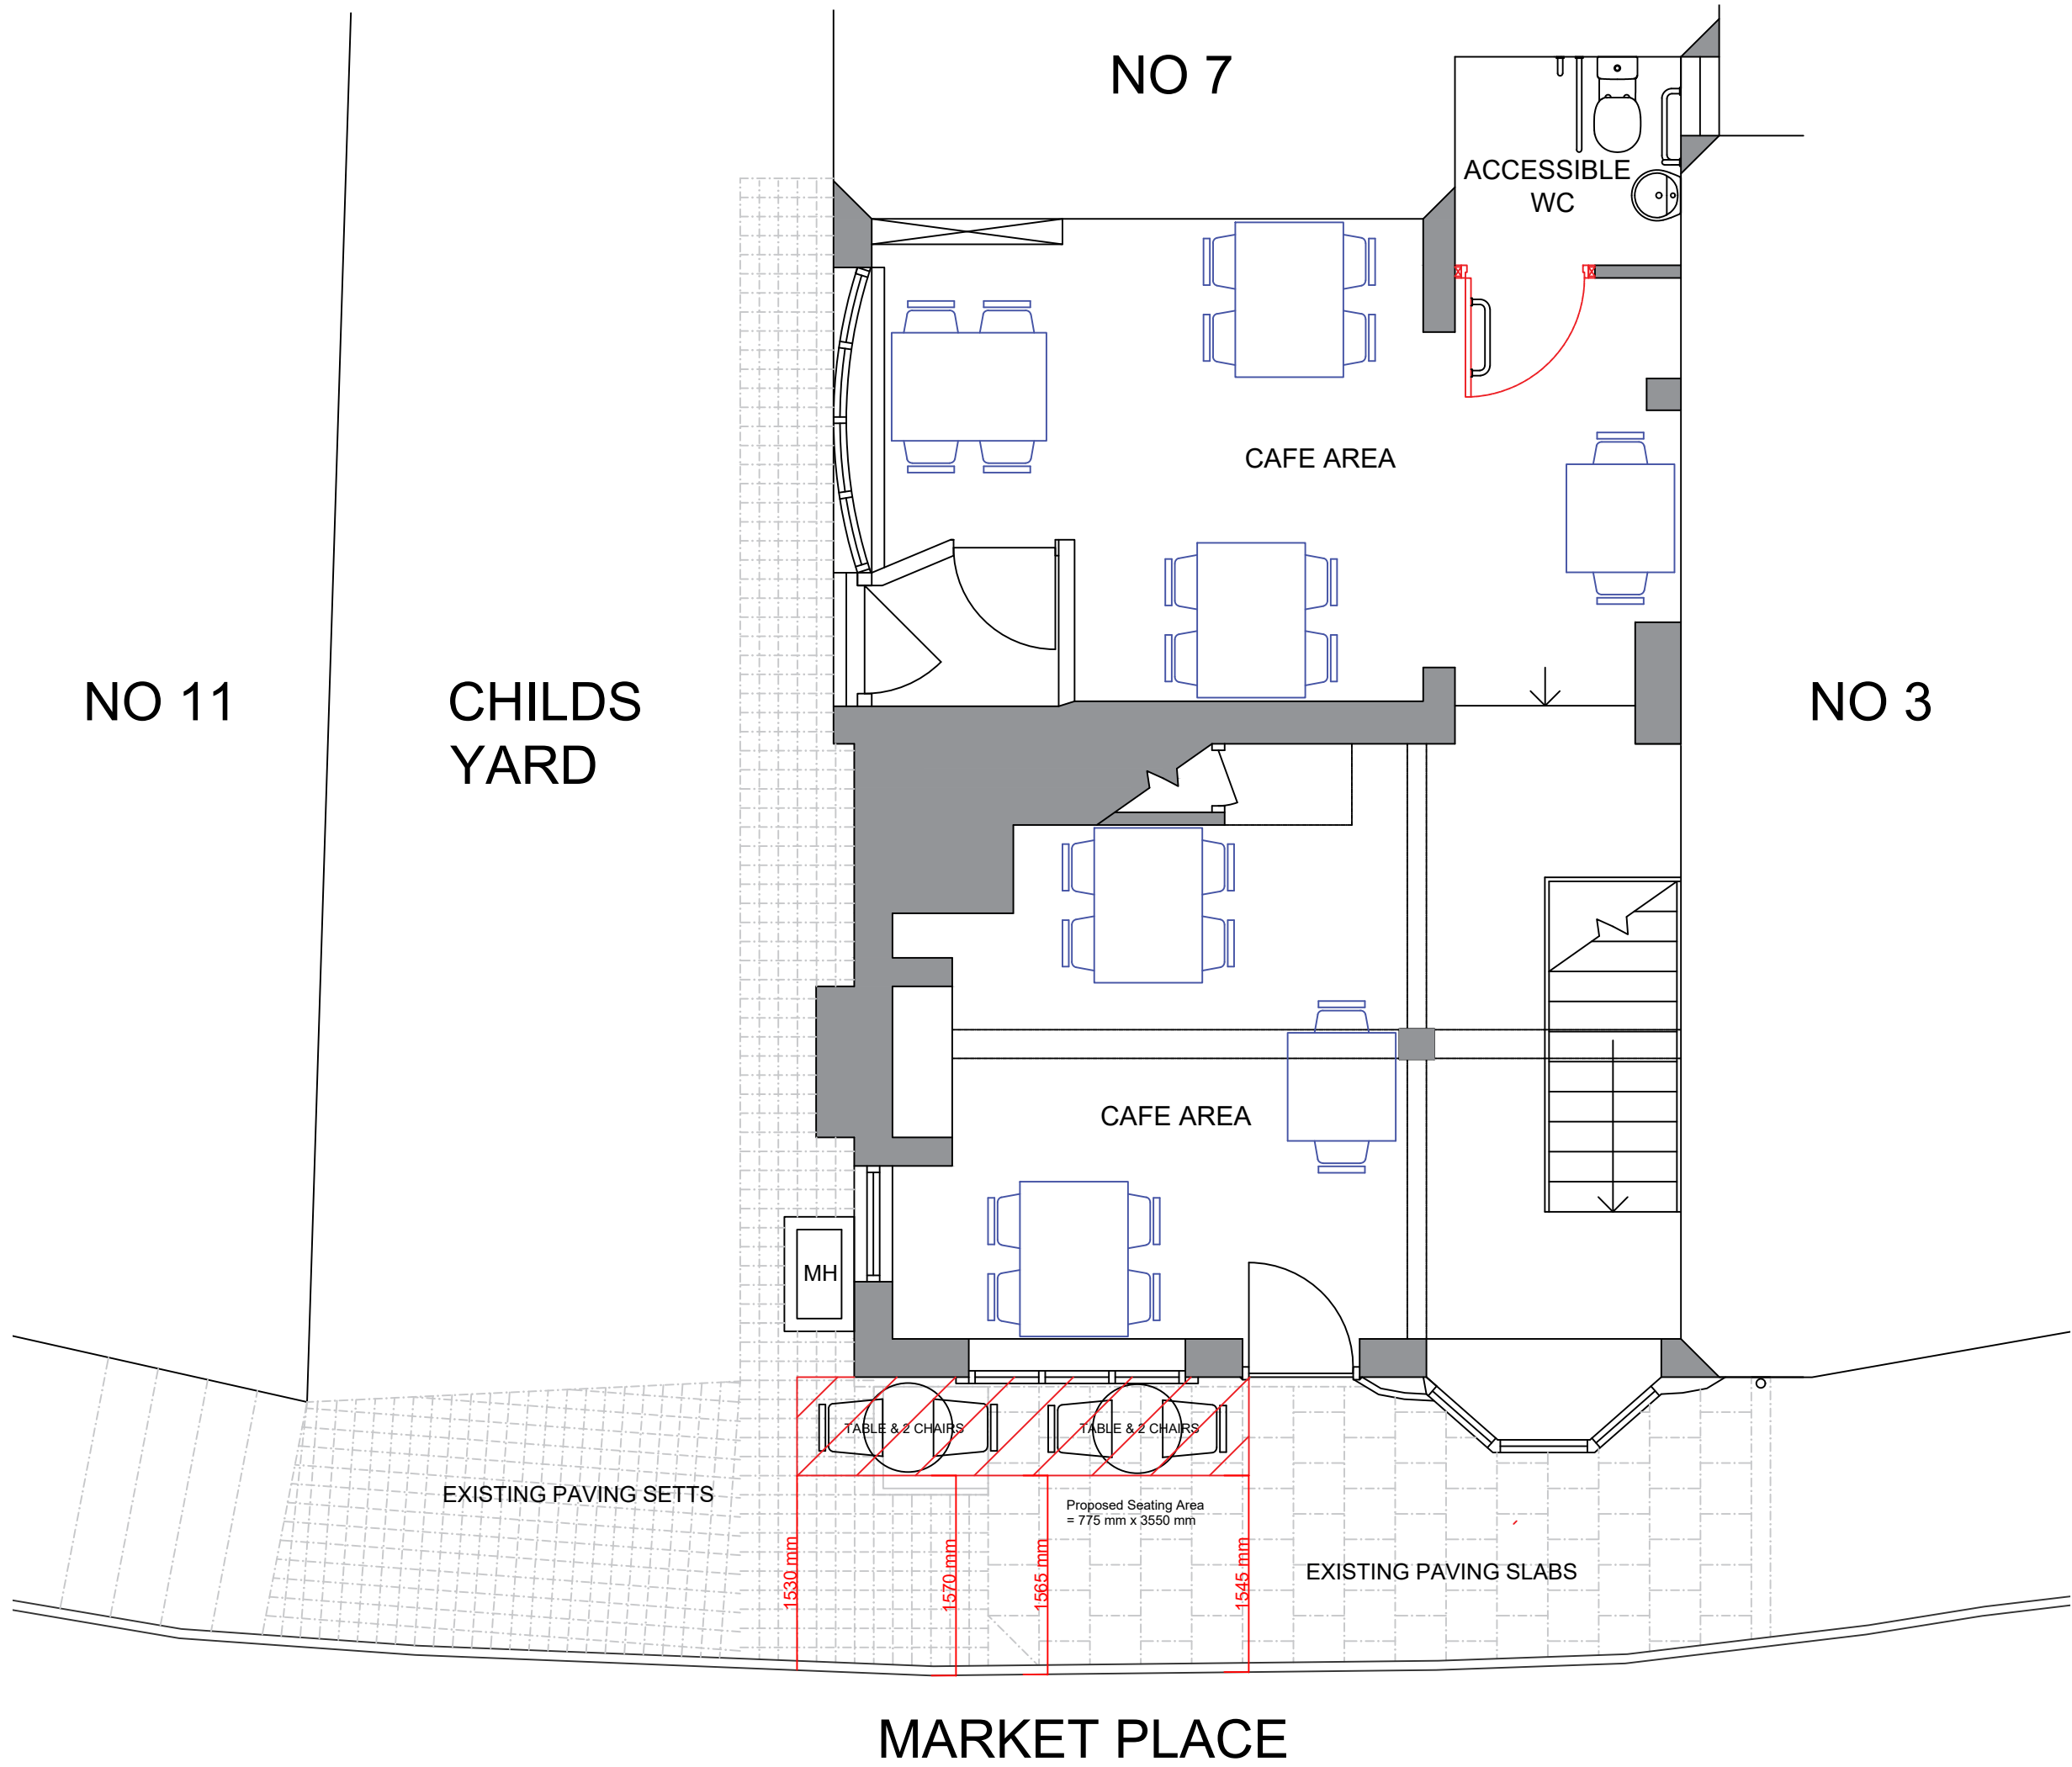 NO 7
ACCESSIBLE
WC
CAFE AREA
NO 11
CHILDS
YARD
NO 3
CAFE AREA
MH
TABLE & 2 CHAIRS
TABLE & 2 CHAIRS
EXISTING PAVING SETTS
Proposed Seating Area
= 775 mm x 3550 mm
1530 mm
1570 mm
1565 mm
1545 mm
EXISTING PAVING SLABS
MARKET PLACE